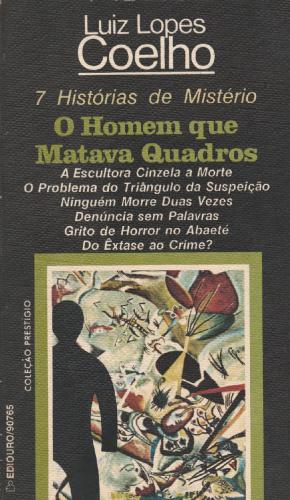 Luiz Lopes
Coelho
7 Histórias de Mistério
O Homem que
Matava Quadros
A Escultora Cinzela a Morte
O Problema do Triângulo da Suspeição
Ninguém Morre Duas Vezes
Denúncia sem Palavras
Grito de Horror no Abaeté
Do Êxtase ao Crime?
COLEÇÃO PRESTÍGIO
EDIOURO/90765